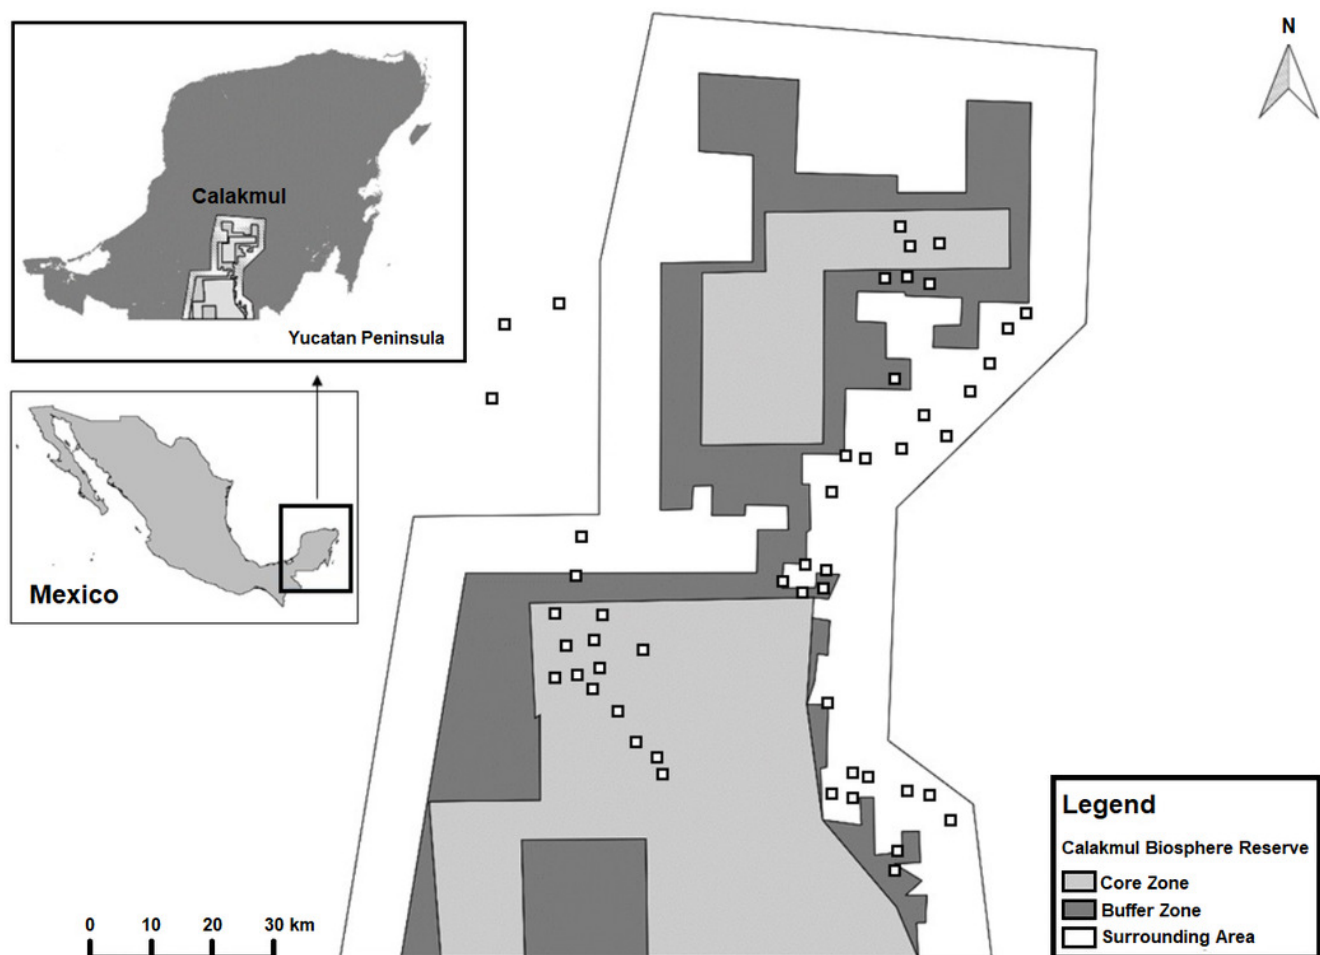 N
Calakmul
Yucatan Peninsula
Mexico
0 10 20 30 km
Legend
Calakmul Biosphere Reserve
Core Zone
Buffer Zone
Surrounding Area